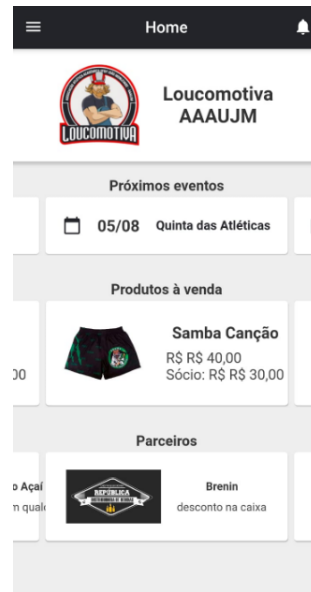 Home
Loucomotiva
AAAUJM
LOUCOMOTIVA
Próximos eventos
05/08 Quinta das Atléticas
Produtos à venda
Samba Canção
R$ R$ 40,00
Sócio: R$ R$ 30,00
00
Parceiros
o Açaí
m qual
REPÚBLICA
Brenin
desconto na caixa